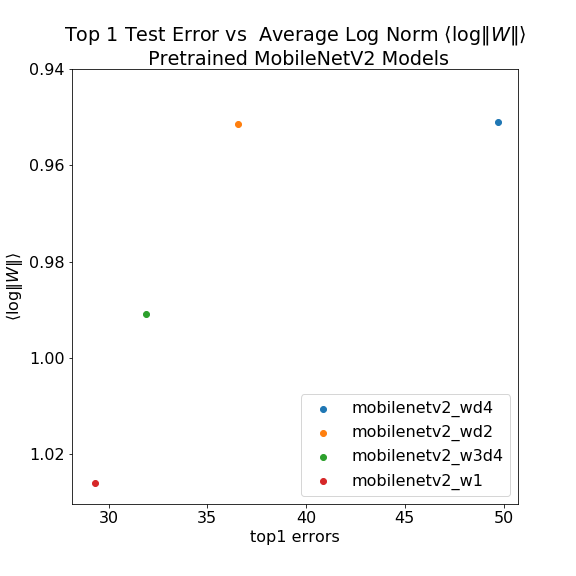 Top 1 Test Error vs  Average Log Norm ⟨log‖W‖⟩
Pretrained MobileNetV2 Models
0.94
0.96
0.98
1.00
1.02
⟨log‖W‖⟩
mobilenetv2_wd4
mobilenetv2_wd2
mobilenetv2_w3d4
mobilenetv2_w1
30 35 40 45 50
top1 errors